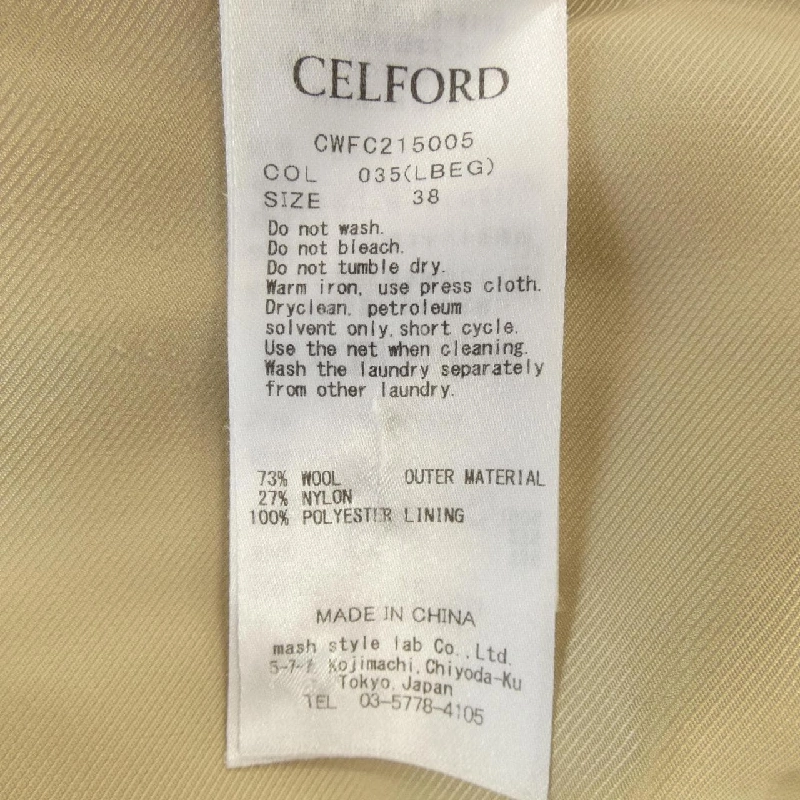 CELFORD
CWFC215005
COL 035(LBEG)
SIZE 38
Do not wash.
Do not bleach.
Do not tumble dry.
Warm iron, use press cloth.
Dryclean, petroleum
solvent only, short cycle.
Use the net when cleaning.
Wash the laundry separately
from other laundry.
73% WOOL OUTER MATERIAL
27% NYLON
100% POLYESTER LINING
MADE IN CHINA
mash style lab Co.,Ltd.
Kojimachi, Chiyoda-Ku
Tokyo, Japan
TEL 03-5778-4105